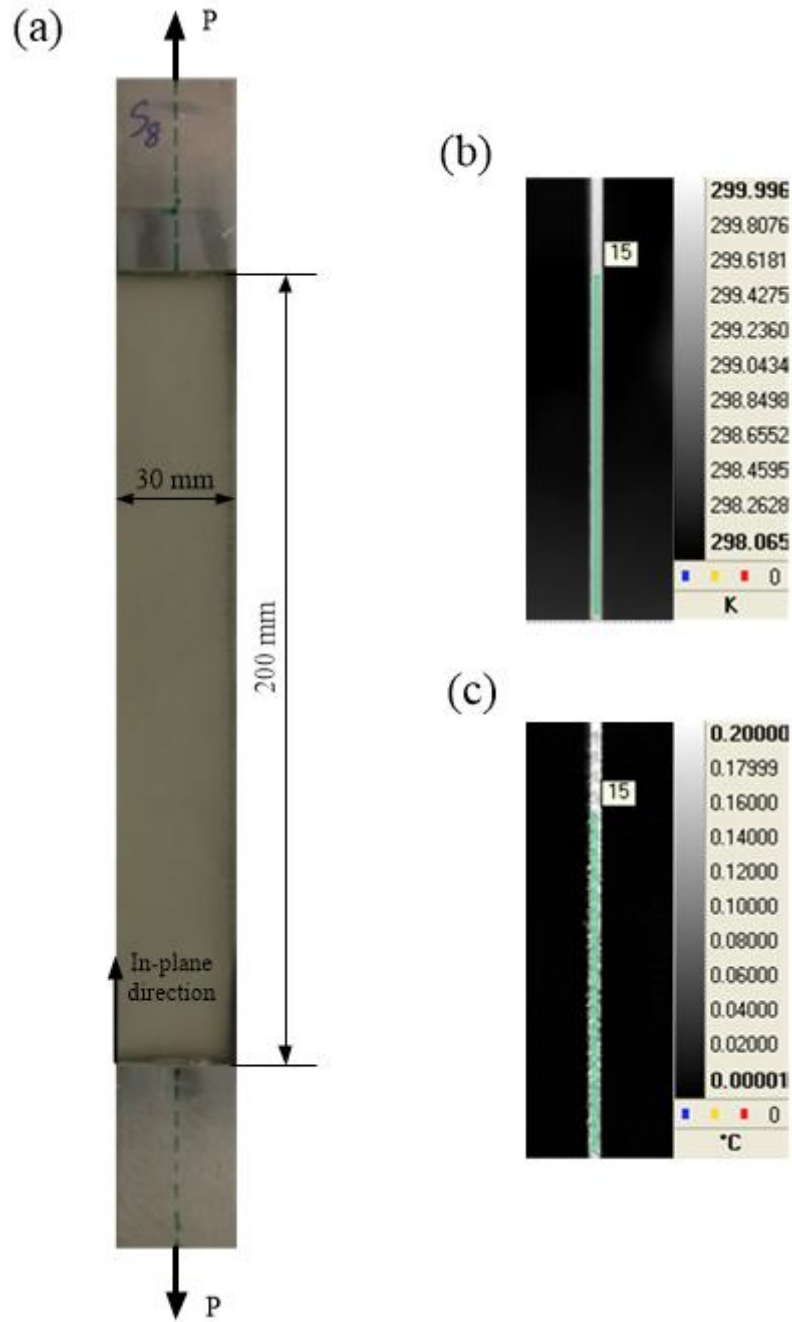 (a)
P
S8
30 mm
200 mm
In-plane
direction
P
(b)
15
299.996
299.8076
299.6181
299.4275
299.2360
299.0434
298.8498
298.6552
298.4595
298.2628
298.065
0
K
(c)
15
0.20000
0.17999
0.16000
0.14000
0.12000
0.10000
0.08000
0.06000
0.04000
0.02000
0.00001
0
°C